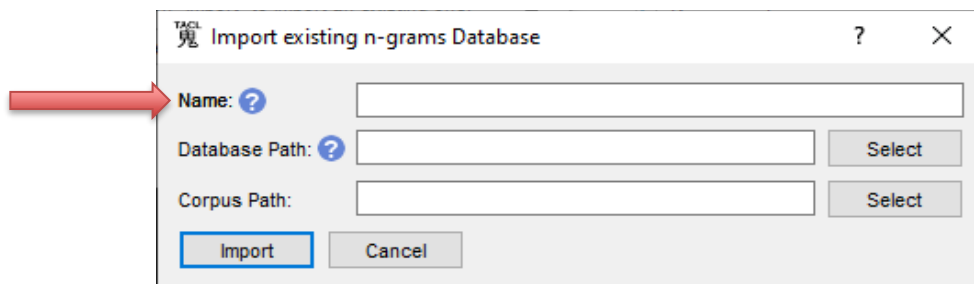 TACL
蒐 Import existing n-grams Database ? ×
Name: ?
Database Path: ? Select
Corpus Path: Select
Import Cancel